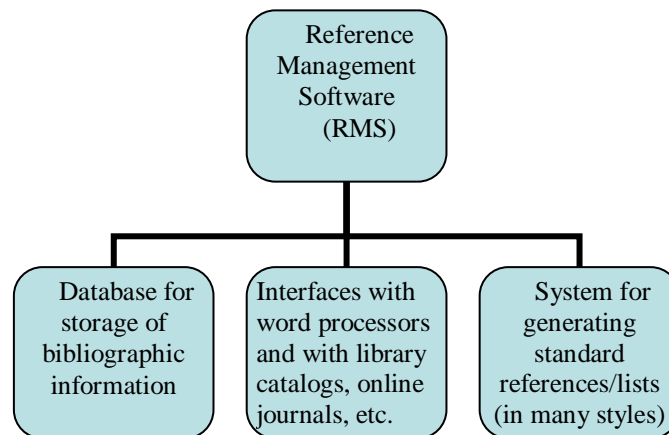 Reference
Management
Software
(RMS)
Database for
storage of
bibliographic
information
Interfaces with
word processors
and with library
catalogs, online
journals, etc.
System for
generating
standard
references/lists
(in many styles)